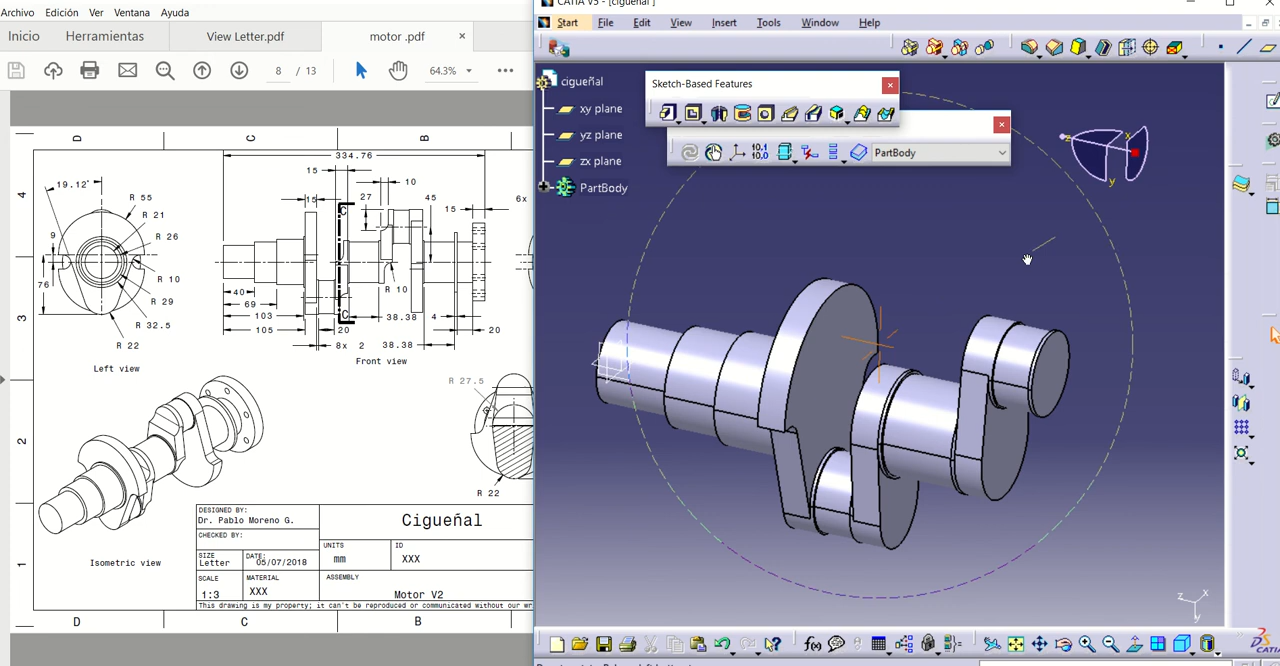 Archivo Edición Ver Ventana Ayuda
Inicio Herramientas View Letter.pdf motor .pdf ×
8 / 13 64.3%
D C B
4
3
2
1
19.12°
R 55
R 21
R 26
9
76
R 10
R 29
R 32.5
R 22
Left view
334.76
15
10
15
27
45
15
6x
C
C
R 10
40
69
103
105
38.38
4
20
20
8x 2
38.38
Front view
R 27.5
R 22
Isometric view
DESIGNED BY:
Dr. Pablo Moreno G.
CHECKED BY:
Cigueñal
SIZE
Letter
DATE:
05/07/2018
UNITS
mm
ID
XXX
SCALE
1:3
MATERIAL
XXX
ASSEMBLY
Motor V2
This drawing is my property; it can't be reproduced or communicated without our wr
D C B
CATIA V5 - [cigueñal ]
Start File Edit View Insert Tools Window Help
cigueñal
xy plane
yz plane
zx plane
PartBody
Sketch-Based Features
10.1
10,0
PartBody
z x
y
z x
y
f(x)
CATIA